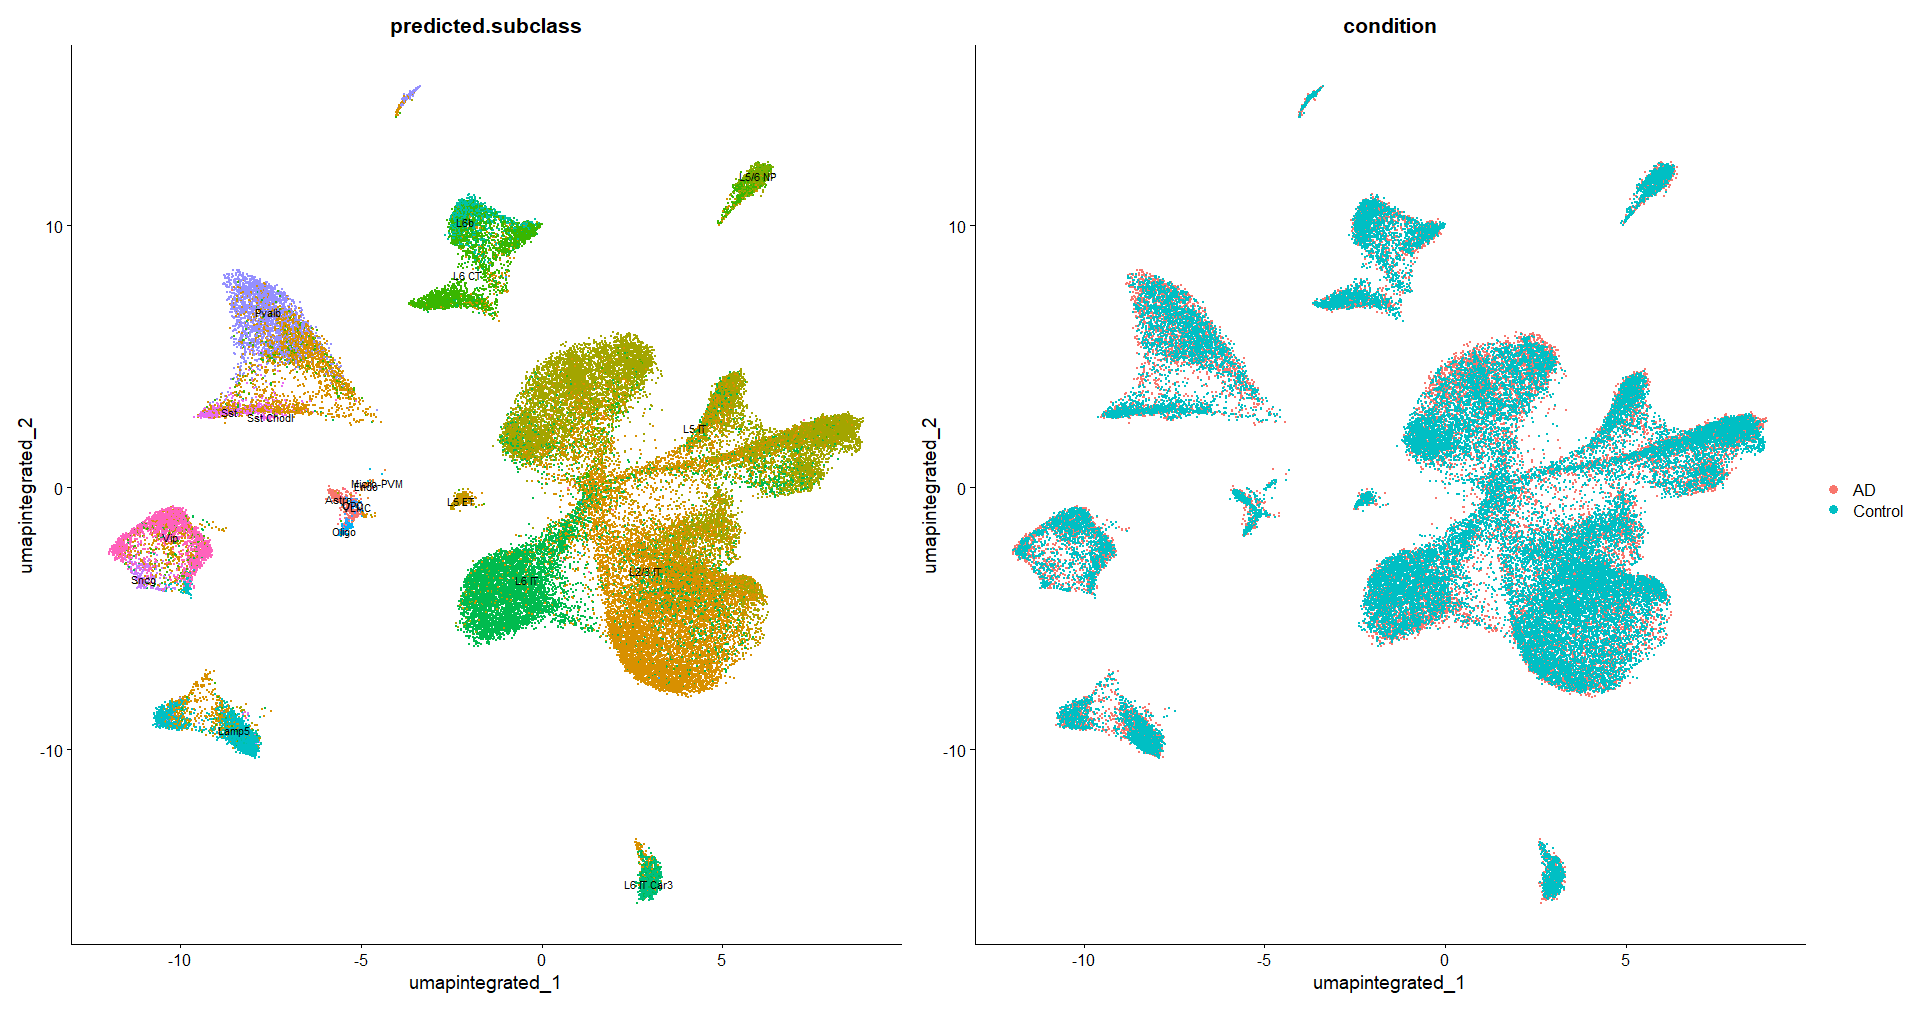 predicted.subclass
condition
umapintegrated_2
10
0
-10
-10
-5
0
5
umapintegrated_1
L5/6 NP
L6b
L6 CT
Pvalb
Sst
Sst Chodl
L5 IT
Micro-PVM
Endo
Astro
OPC
VLMC
Oligo
L5 ET
Vip
Sncg
L6 IT
L2/3 IT
Lamp5
L6 IT Car3
umapintegrated_2
10
0
-10
-10
-5
0
5
umapintegrated_1
AD
Control